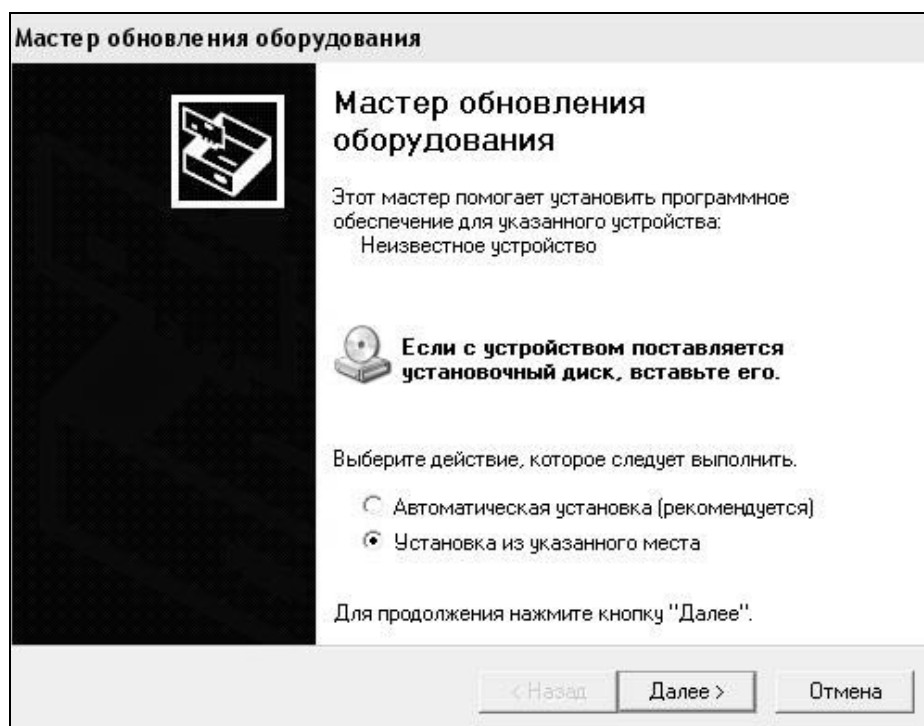 Мастер обновления оборудования
Мастер обновления
оборудования
Этот мастер помогает установить программное
обеспечение для указанного устройства:
Неизвестное устройство
Если с устройством поставляется
установочный диск, вставьте его.
Выберите действие, которое следует выполнить.
Автоматическая установка (рекомендуется)
Установка из указанного места
Для продолжения нажмите кнопку "Далее".
< Назад Далее > Отмена